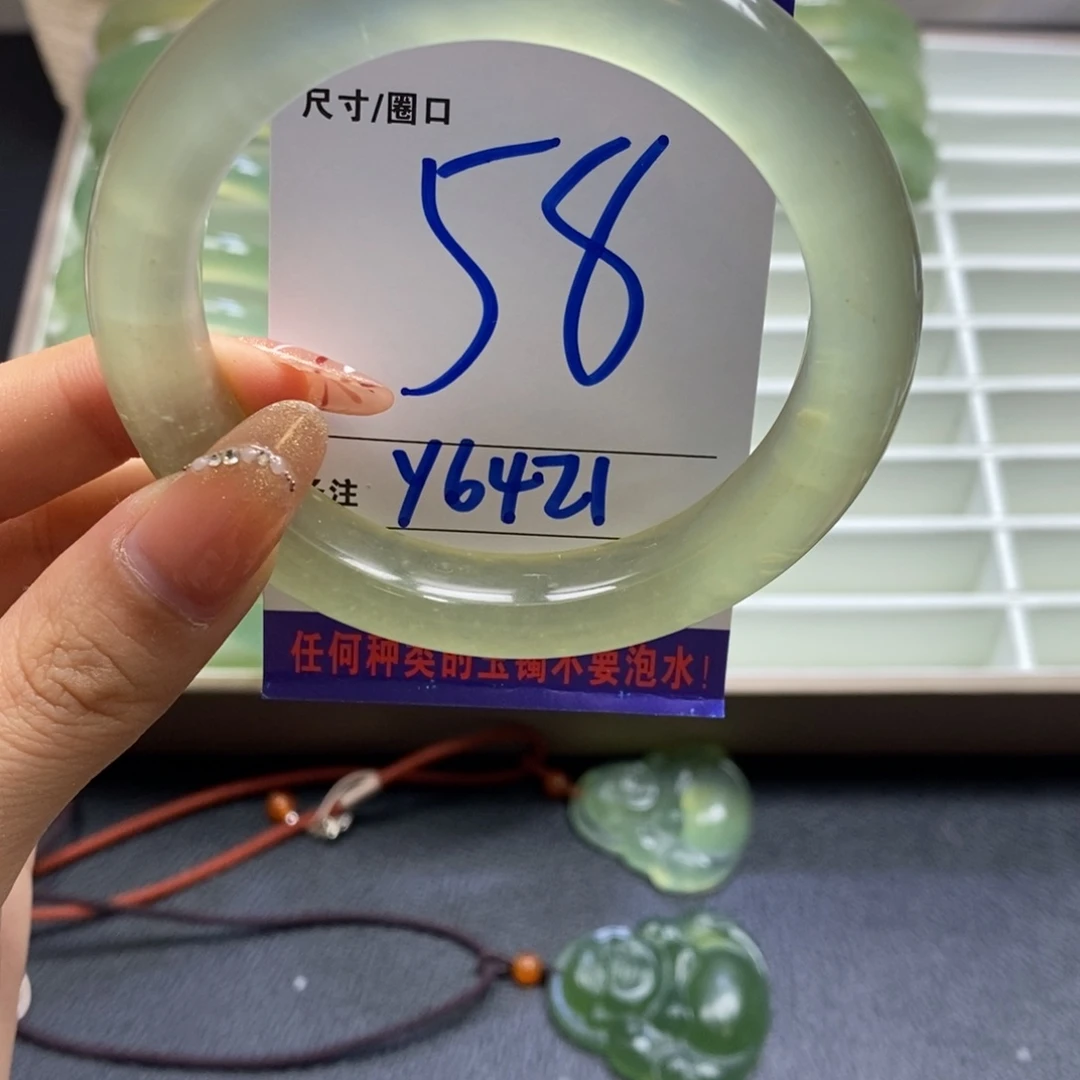 尺寸/圈口
58
注 Y6421
任何种类的玉镯不要泡水!